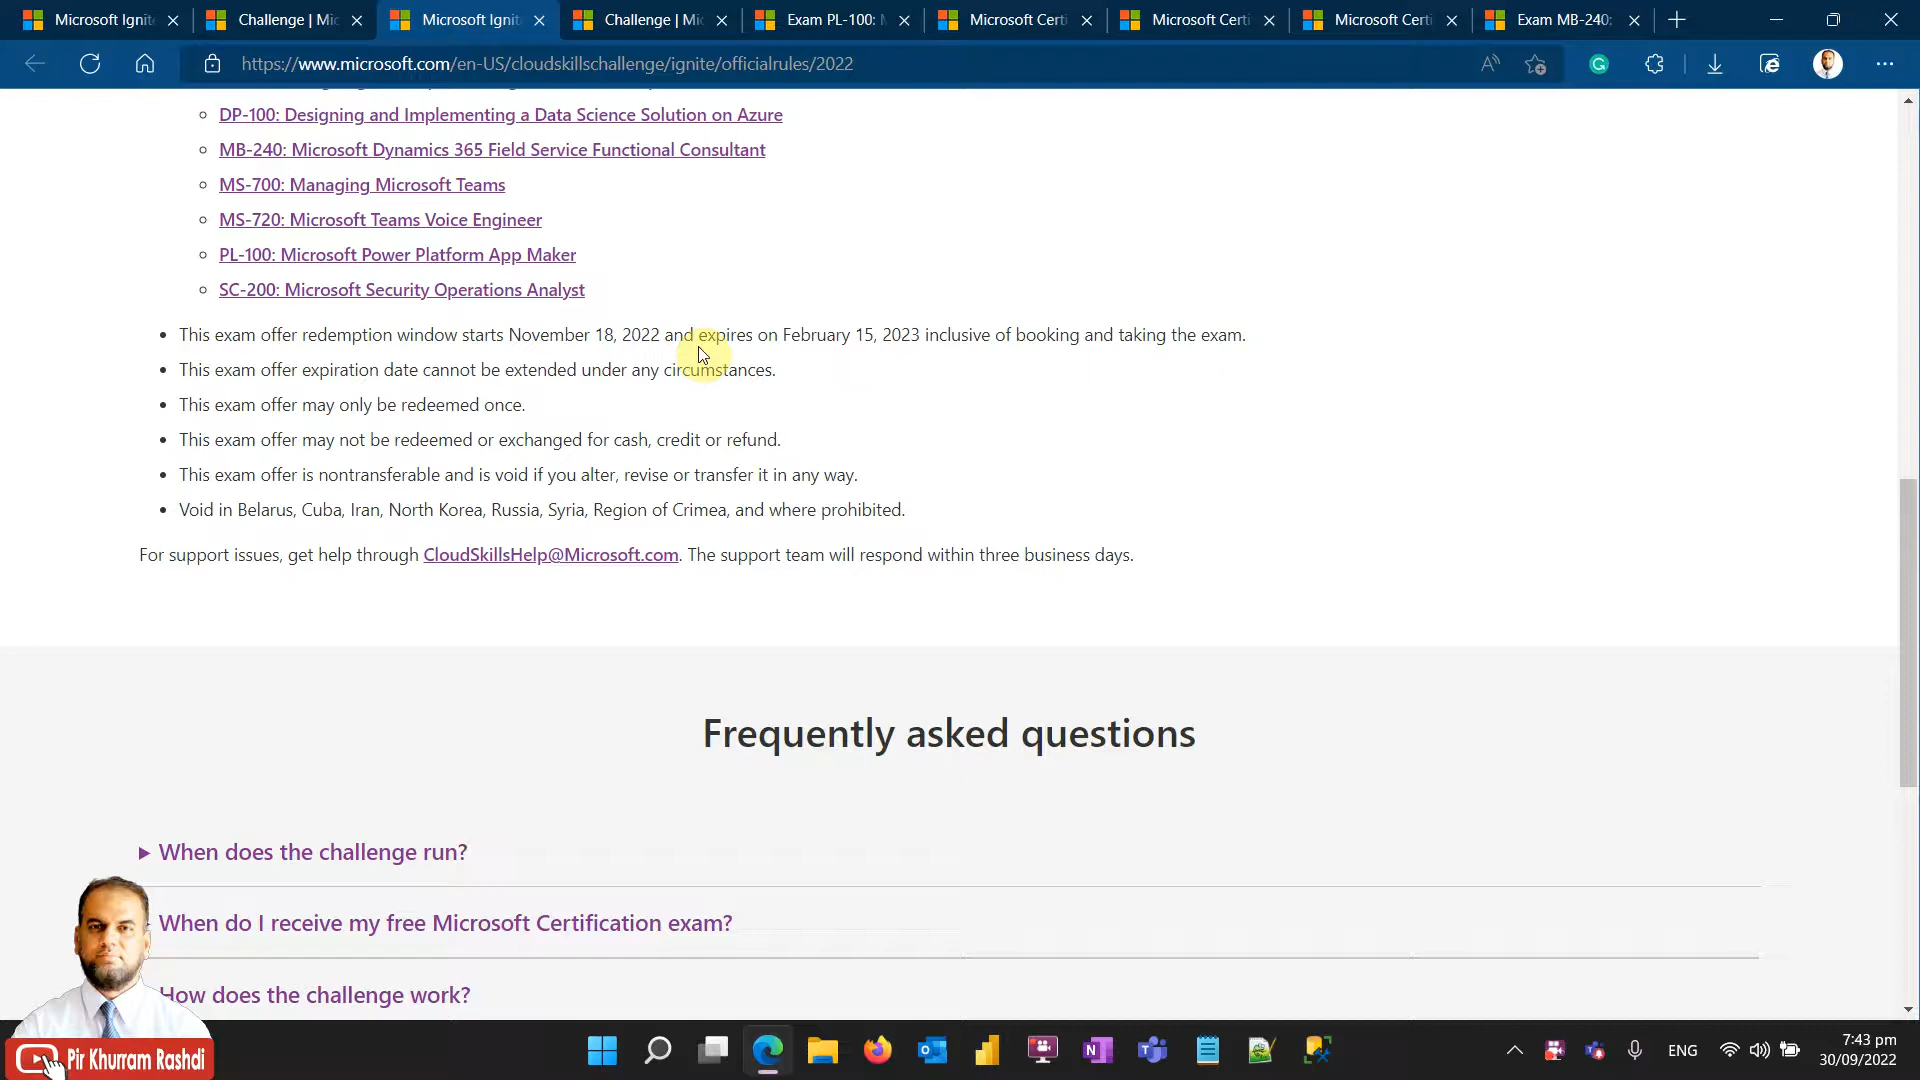 Microsoft Ignit
Challenge | Mic
Microsoft Ignit
Challenge | Mic
Exam PL-100: M
Microsoft Certi
Microsoft Certi
Microsoft Certi
Exam MB-240:
https://www.microsoft.com/en-US/cloudskillschallenge/ignite/officialrules/2022
DP-100: Designing and Implementing a Data Science Solution on Azure
MB-240: Microsoft Dynamics 365 Field Service Functional Consultant
MS-700: Managing Microsoft Teams
MS-720: Microsoft Teams Voice Engineer
PL-100: Microsoft Power Platform App Maker
SC-200: Microsoft Security Operations Analyst
This exam offer redemption window starts November 18, 2022 and expires on February 15, 2023 inclusive of booking and taking the exam.
This exam offer expiration date cannot be extended under any circumstances.
This exam offer may only be redeemed once.
This exam offer may not be redeemed or exchanged for cash, credit or refund.
This exam offer is nontransferable and is void if you alter, revise or transfer it in any way.
Void in Belarus, Cuba, Iran, North Korea, Russia, Syria, Region of Crimea, and where prohibited.
For support issues, get help through CloudSkillsHelp@Microsoft.com. The support team will respond within three business days.
Frequently asked questions
When does the challenge run?
When do I receive my free Microsoft Certification exam?
How does the challenge work?
Pir Khurram Rashdi
ENG
7:43 pm
30/09/2022